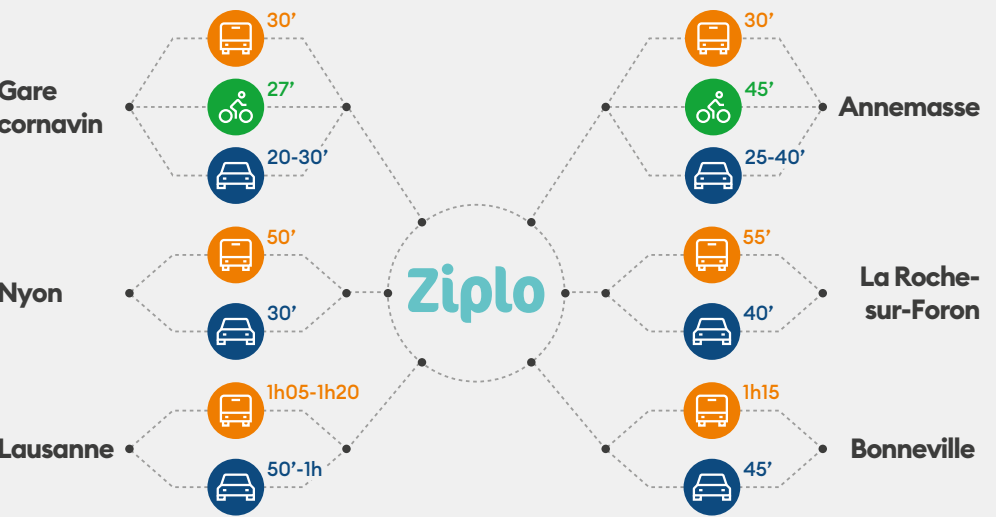 30’
27’
20-30’
Gare
cornavin
50’
30’
Nyon
1h05-1h20
50’-1h
Lausanne
Ziplo
30’
45’
25-40’
Annemasse
55’
40’
La Roche-
sur-Foron
1h15
45’
Bonneville